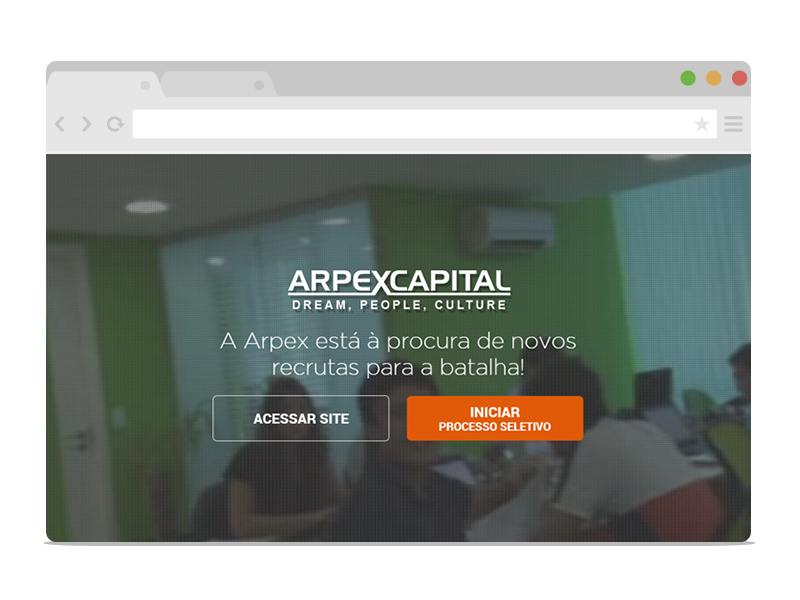 ARPEXCAPITAL
DREAM, PEOPLE, CULTURE
A Arpex está à procura de novos
recrutas para a batalha!
ACESSAR SITE
INICIAR
PROCESSO SELETIVO